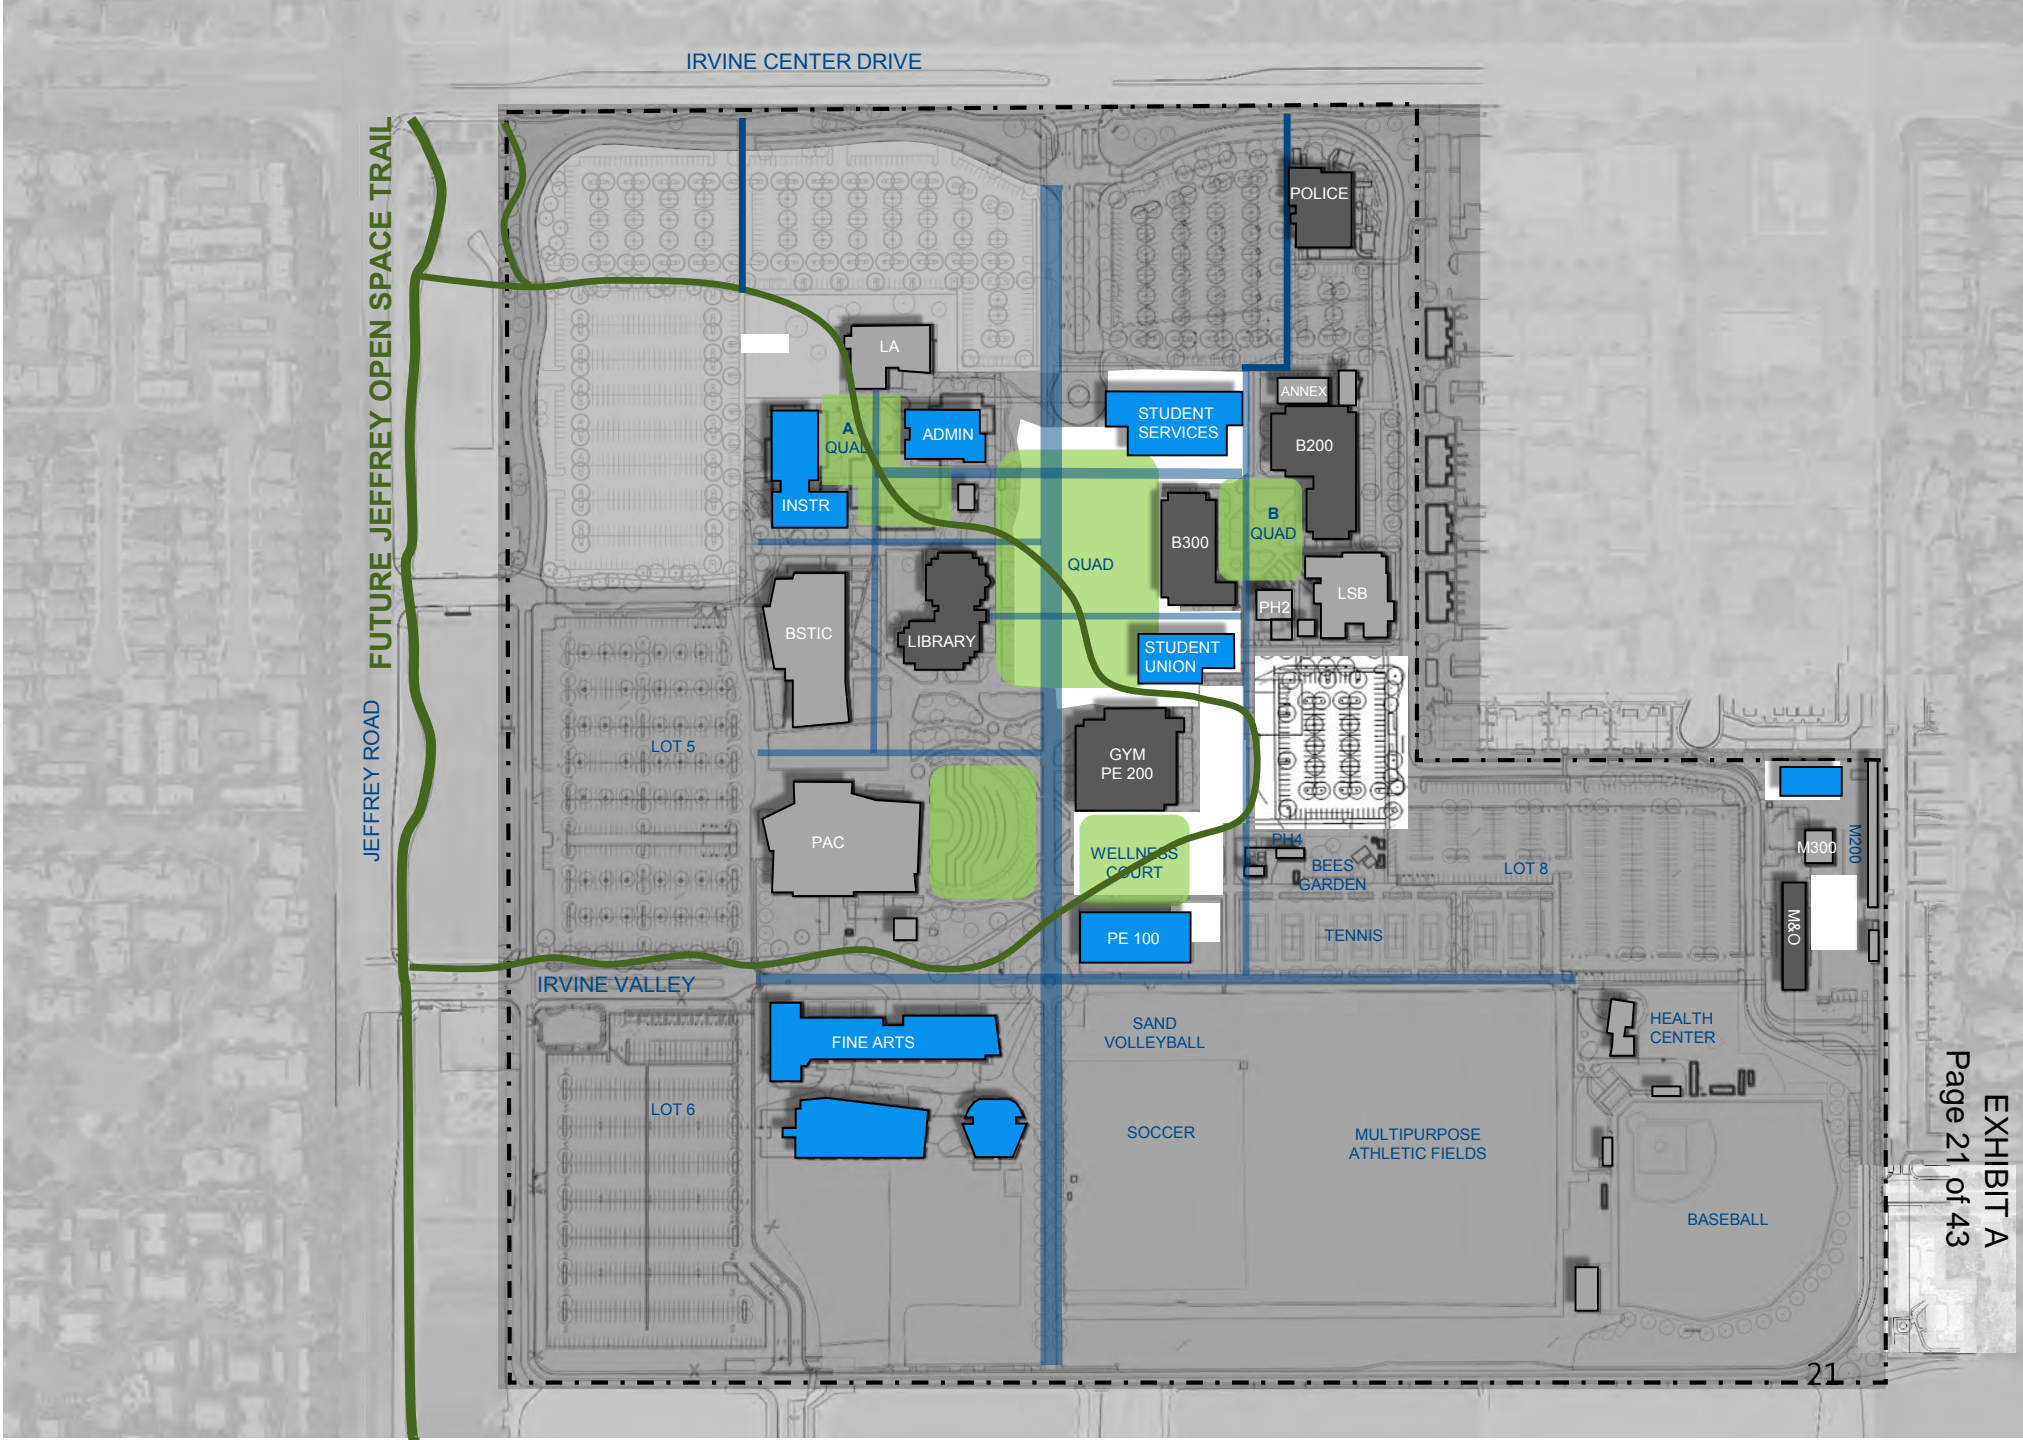 IRVINE CENTER DRIVE
FUTURE JEFFREY OPEN SPACE TRAIL
POLICE
LA
ANNEX
STUDENT
SERVICES
A
QUAD
ADMIN
B200
INSTR
B
QUAD
B300
QUAD
LSB
PH2
BSTIC
LIBRARY
STUDENT
UNION
JEFFREY ROAD
LOT 5
GYM
PE 200
PAC
WELLNESS
COURT
PH4
BEES
GARDEN
LOT 8
M300
M200
M&O
PE 100
TENNIS
IRVINE VALLEY
FINE ARTS
SAND
VOLLEYBALL
HEALTH
CENTER
LOT 6
SOCCER
MULTIPURPOSE
ATHLETIC FIELDS
BASEBALL
EXHIBIT A
Page 21 of 43
21